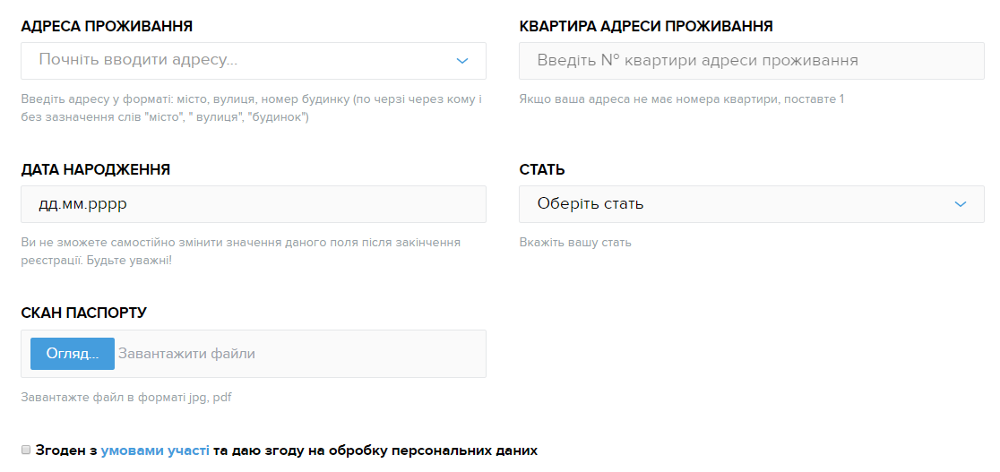 АДРЕСА ПРОЖИВАННЯ
Почніть вводити адресу...
Введіть адресу у форматі: місто, вулиця, номер будинку (по черзі через кому і
без зазначення слів "місто", " вулиця", "будинок")
КВАРТИРА АДРЕСИ ПРОЖИВАННЯ
Введіть № квартири адреси проживання
Якщо ваша адреса не має номера квартири, поставте 1
ДАТА НАРОДЖЕННЯ
дд.мм.рррр
Ви не зможете самостійно змінити значення даного поля після закінчення
реєстрації. Будьте уважні!
СТАТЬ
Оберіть стать
Вкажіть вашу стать
СКАН ПАСПОРТУ
Огляд... Завантажити файли
Завантажте файл в форматі jpg, pdf
Згоден з умовами участі та даю згоду на обробку персональних даних